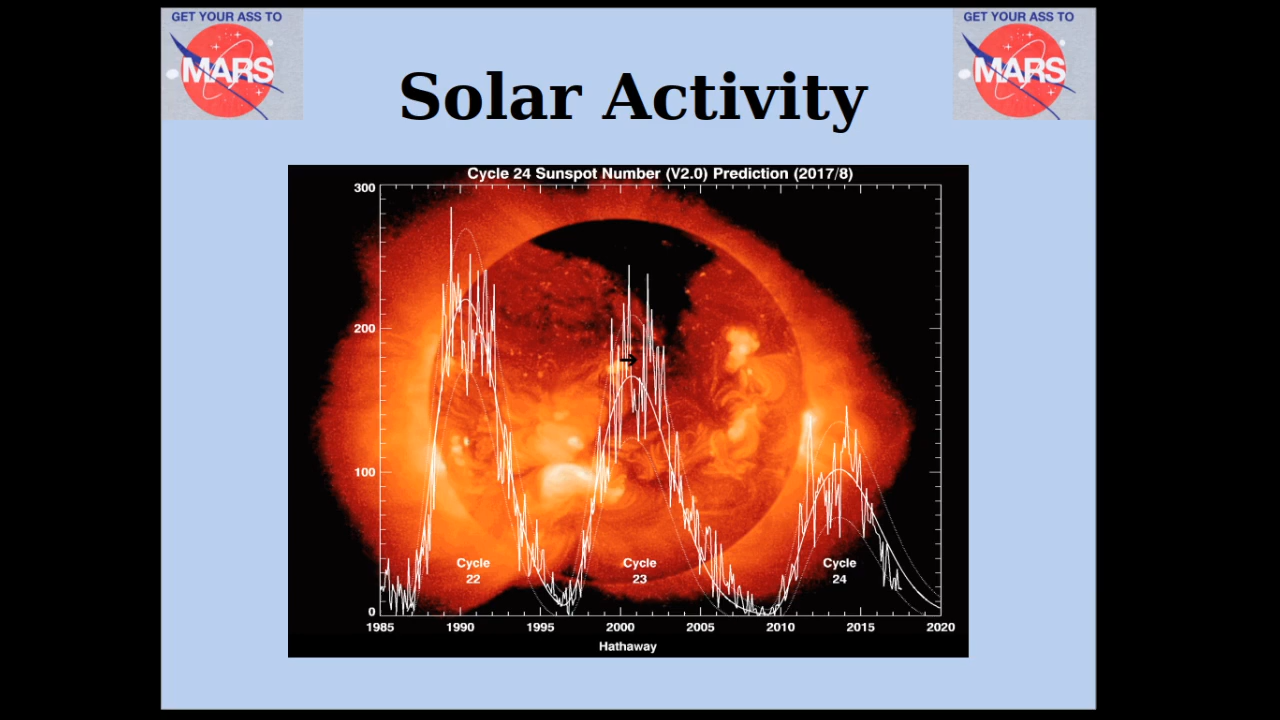 GET YOUR ASS TO
MARS
GET YOUR ASS TO
MARS
Solar Activity
Cycle 24 Sunspot Number (V2.0) Prediction (2017/8)
300
200
100
0
Cycle
22
Cycle
23
Cycle
24
1985 1990 1995 2000 2005 2010 2015 2020
Hathaway